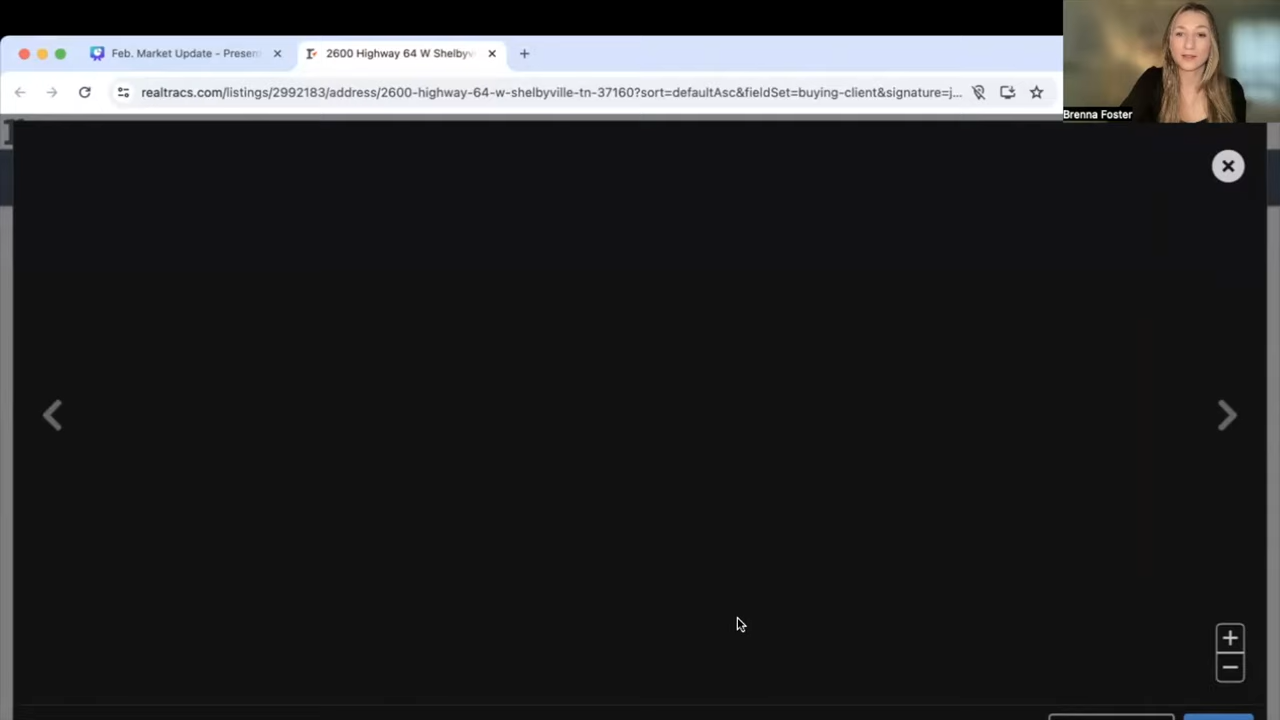 Feb. Market Update - Presen
2600 Highway 64 W Shelbyv
realtracs.com/listings/2992183/address/2600-highway-64-w-shelbyville-tn-37160?sort=defaultAsc&fieldSet=buying-client&signature=j...
Brenna Foster